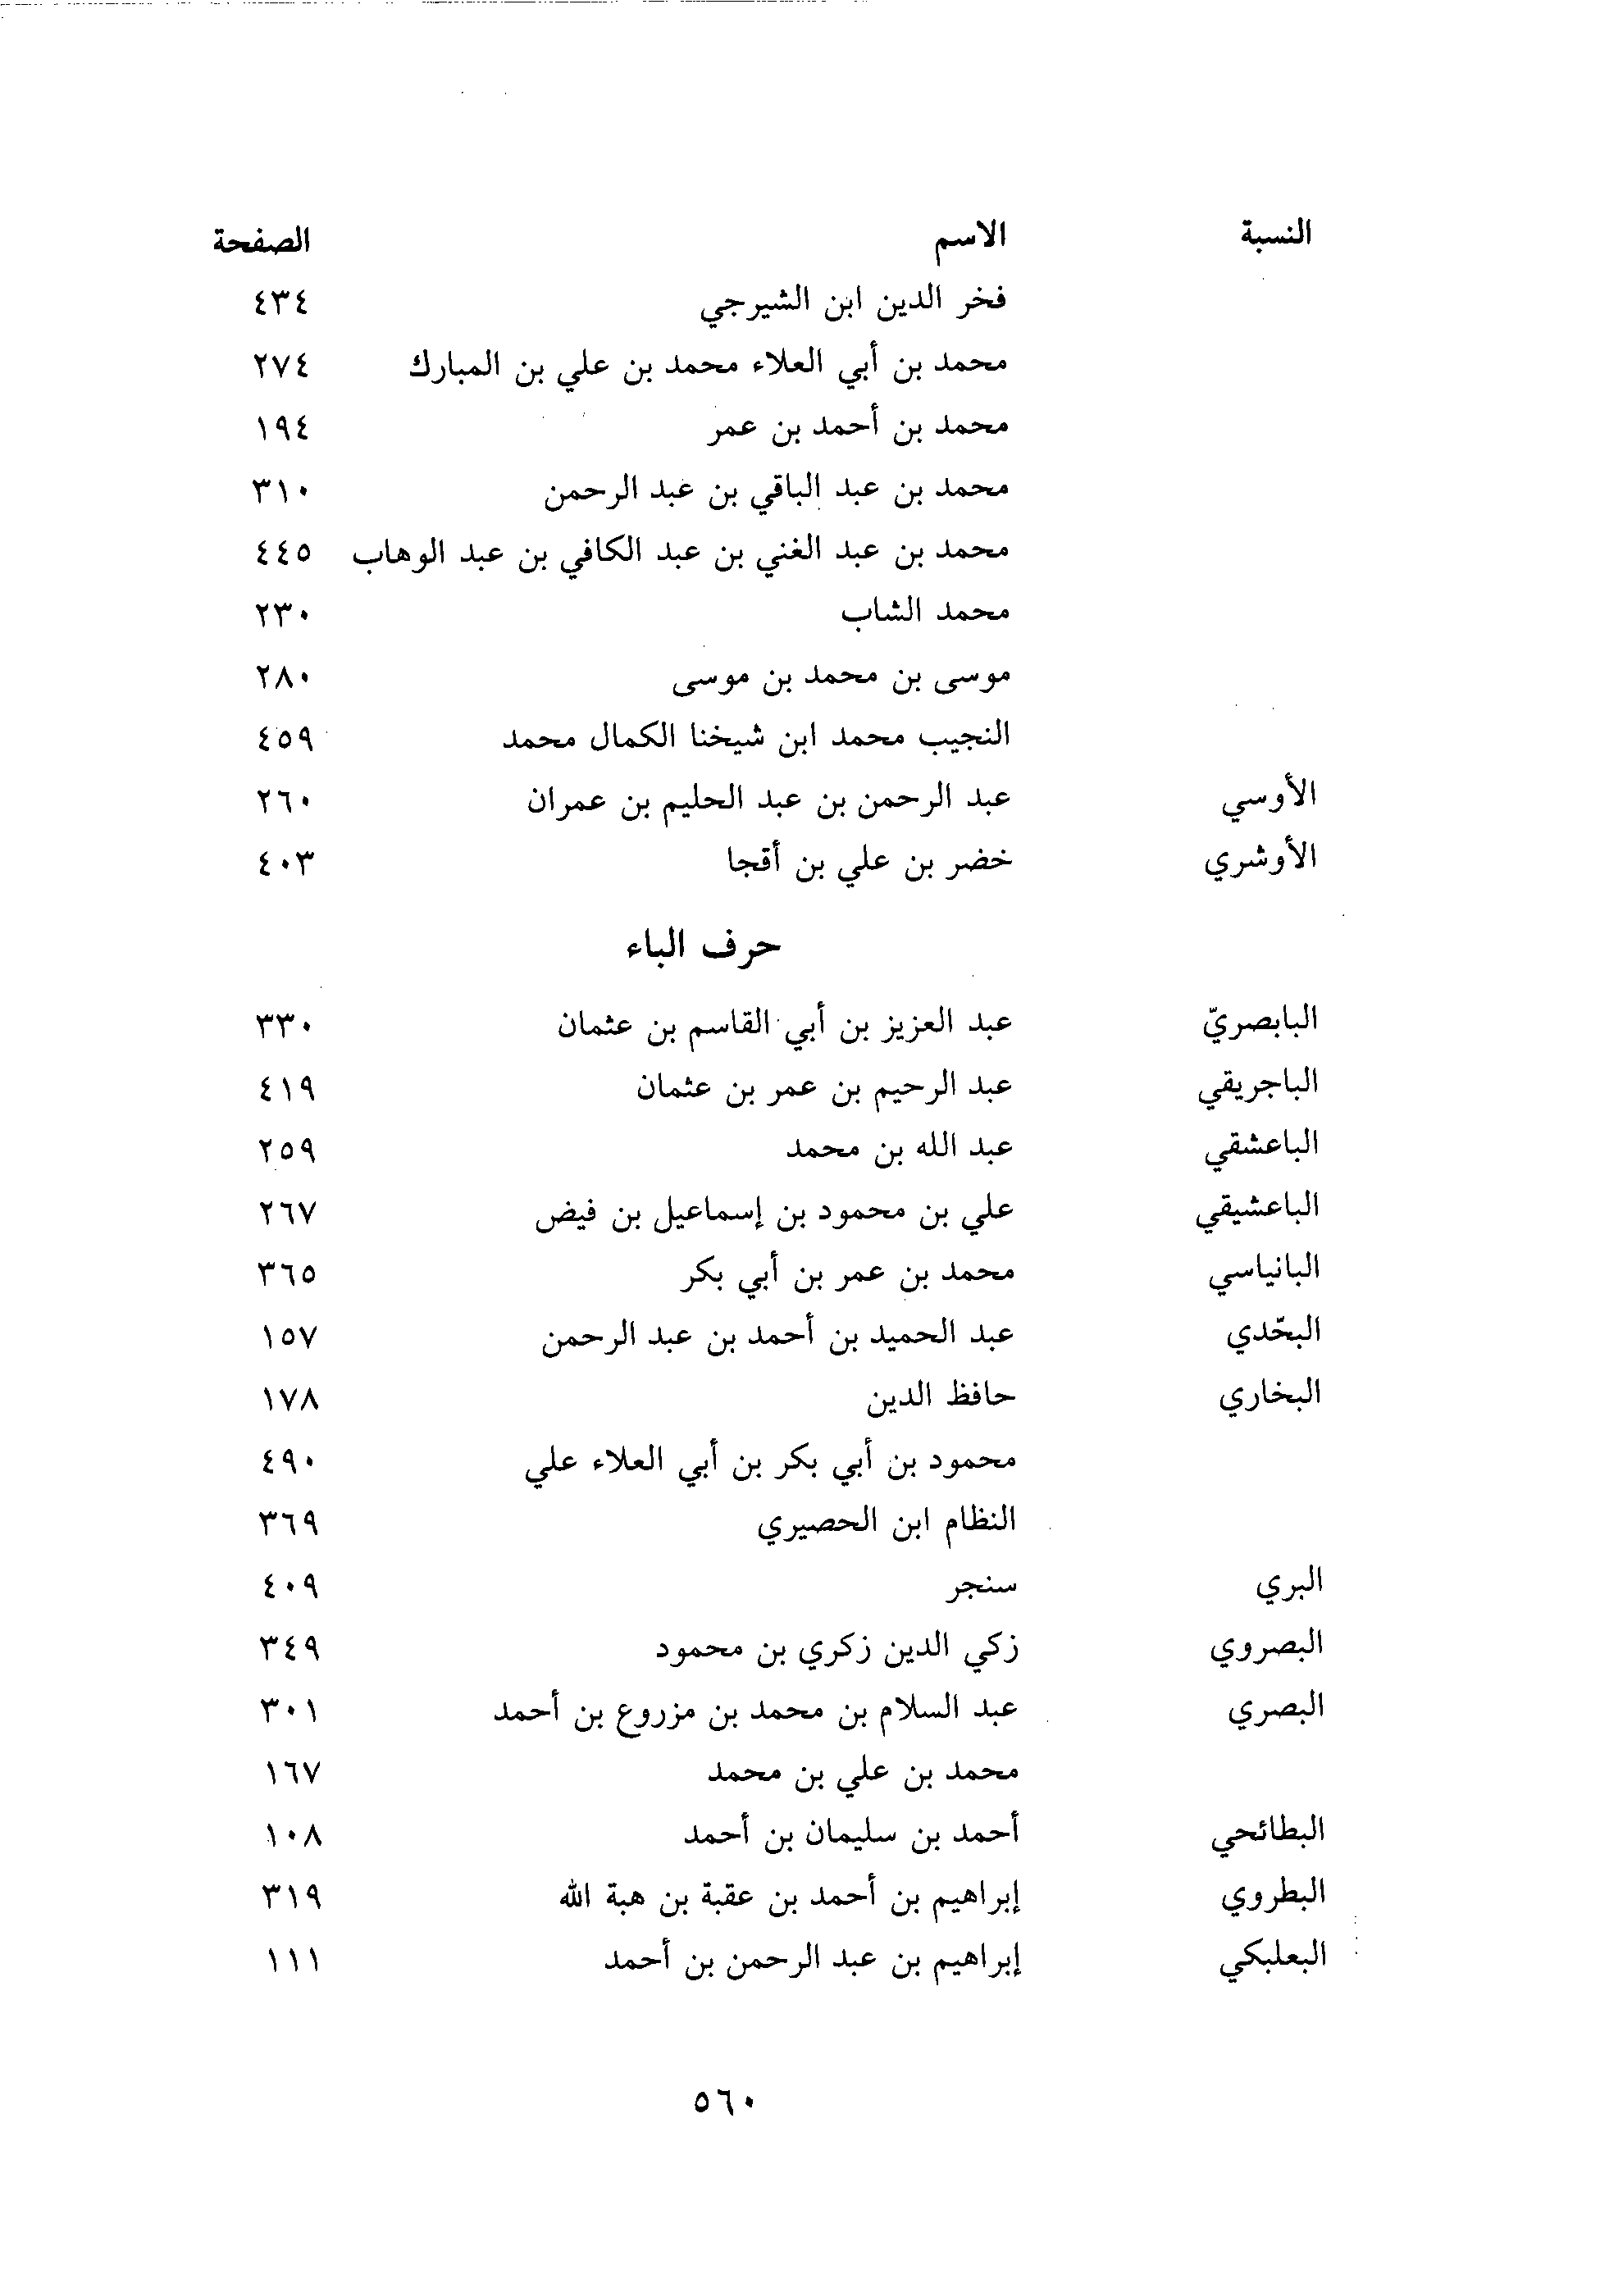 النسبة الاسم الصفحة
فخر الدين ابن الشيرجي ٤٣٤
محمد بن أبي العلاء محمد بن علي بن المبارك ٢٧٤
محمد بن أحمد بن عمر ١٩٤
محمد بن عبد الباقي بن عبد الرحمن ٣١٠
محمد بن عبد الغني بن عبد الكافي بن عبد الوهاب ٤٤٥
محمد الشاب ٢٣٠
موسى بن محمد بن موسى ٢٨٠
النجيب محمد ابن شيخنا الكمال محمد ٤٥٩
الأوسي عبد الرحمن بن عبد الحليم بن عمران ٢٦٠
الأوشري خضر بن علي بن أقجا ٤٠٣
حرف الباء
البابصريّ عبد العزيز بن أبي القاسم بن عثمان ٣٣٠
الباجريقي عبد الرحيم بن عمر بن عثمان ٤١٩
الباعشقي عبد الله بن محمد ٢٥٩
الباعشيقي علي بن محمود بن إسماعيل بن فيض ٢٦٧
البانياسي محمد بن عمر بن أبي بكر ٣٦٥
البجّدي عبد الحميد بن أحمد بن عبد الرحمن ١٥٧
البخاري حافظ الدين ١٧٨
محمود بن أبي بكر بن أبي العلاء علي ٤٩٠
النظام ابن الحصيري ٣٦٩
البري سنجر ٤٠٩
البصروي زكي الدين زكري بن محمود ٣٤٩
البصري عبد السلام بن محمد بن مزروع بن أحمد ٣٠١
محمد بن علي بن محمد ١٦٧
البطائحي أحمد بن سليمان بن أحمد ١٠٨
البطروي إبراهيم بن أحمد بن عقبة بن هبة الله ٣١٩
البعلبكي إبراهيم بن عبد الرحمن بن أحمد ١١١
٥٦٠